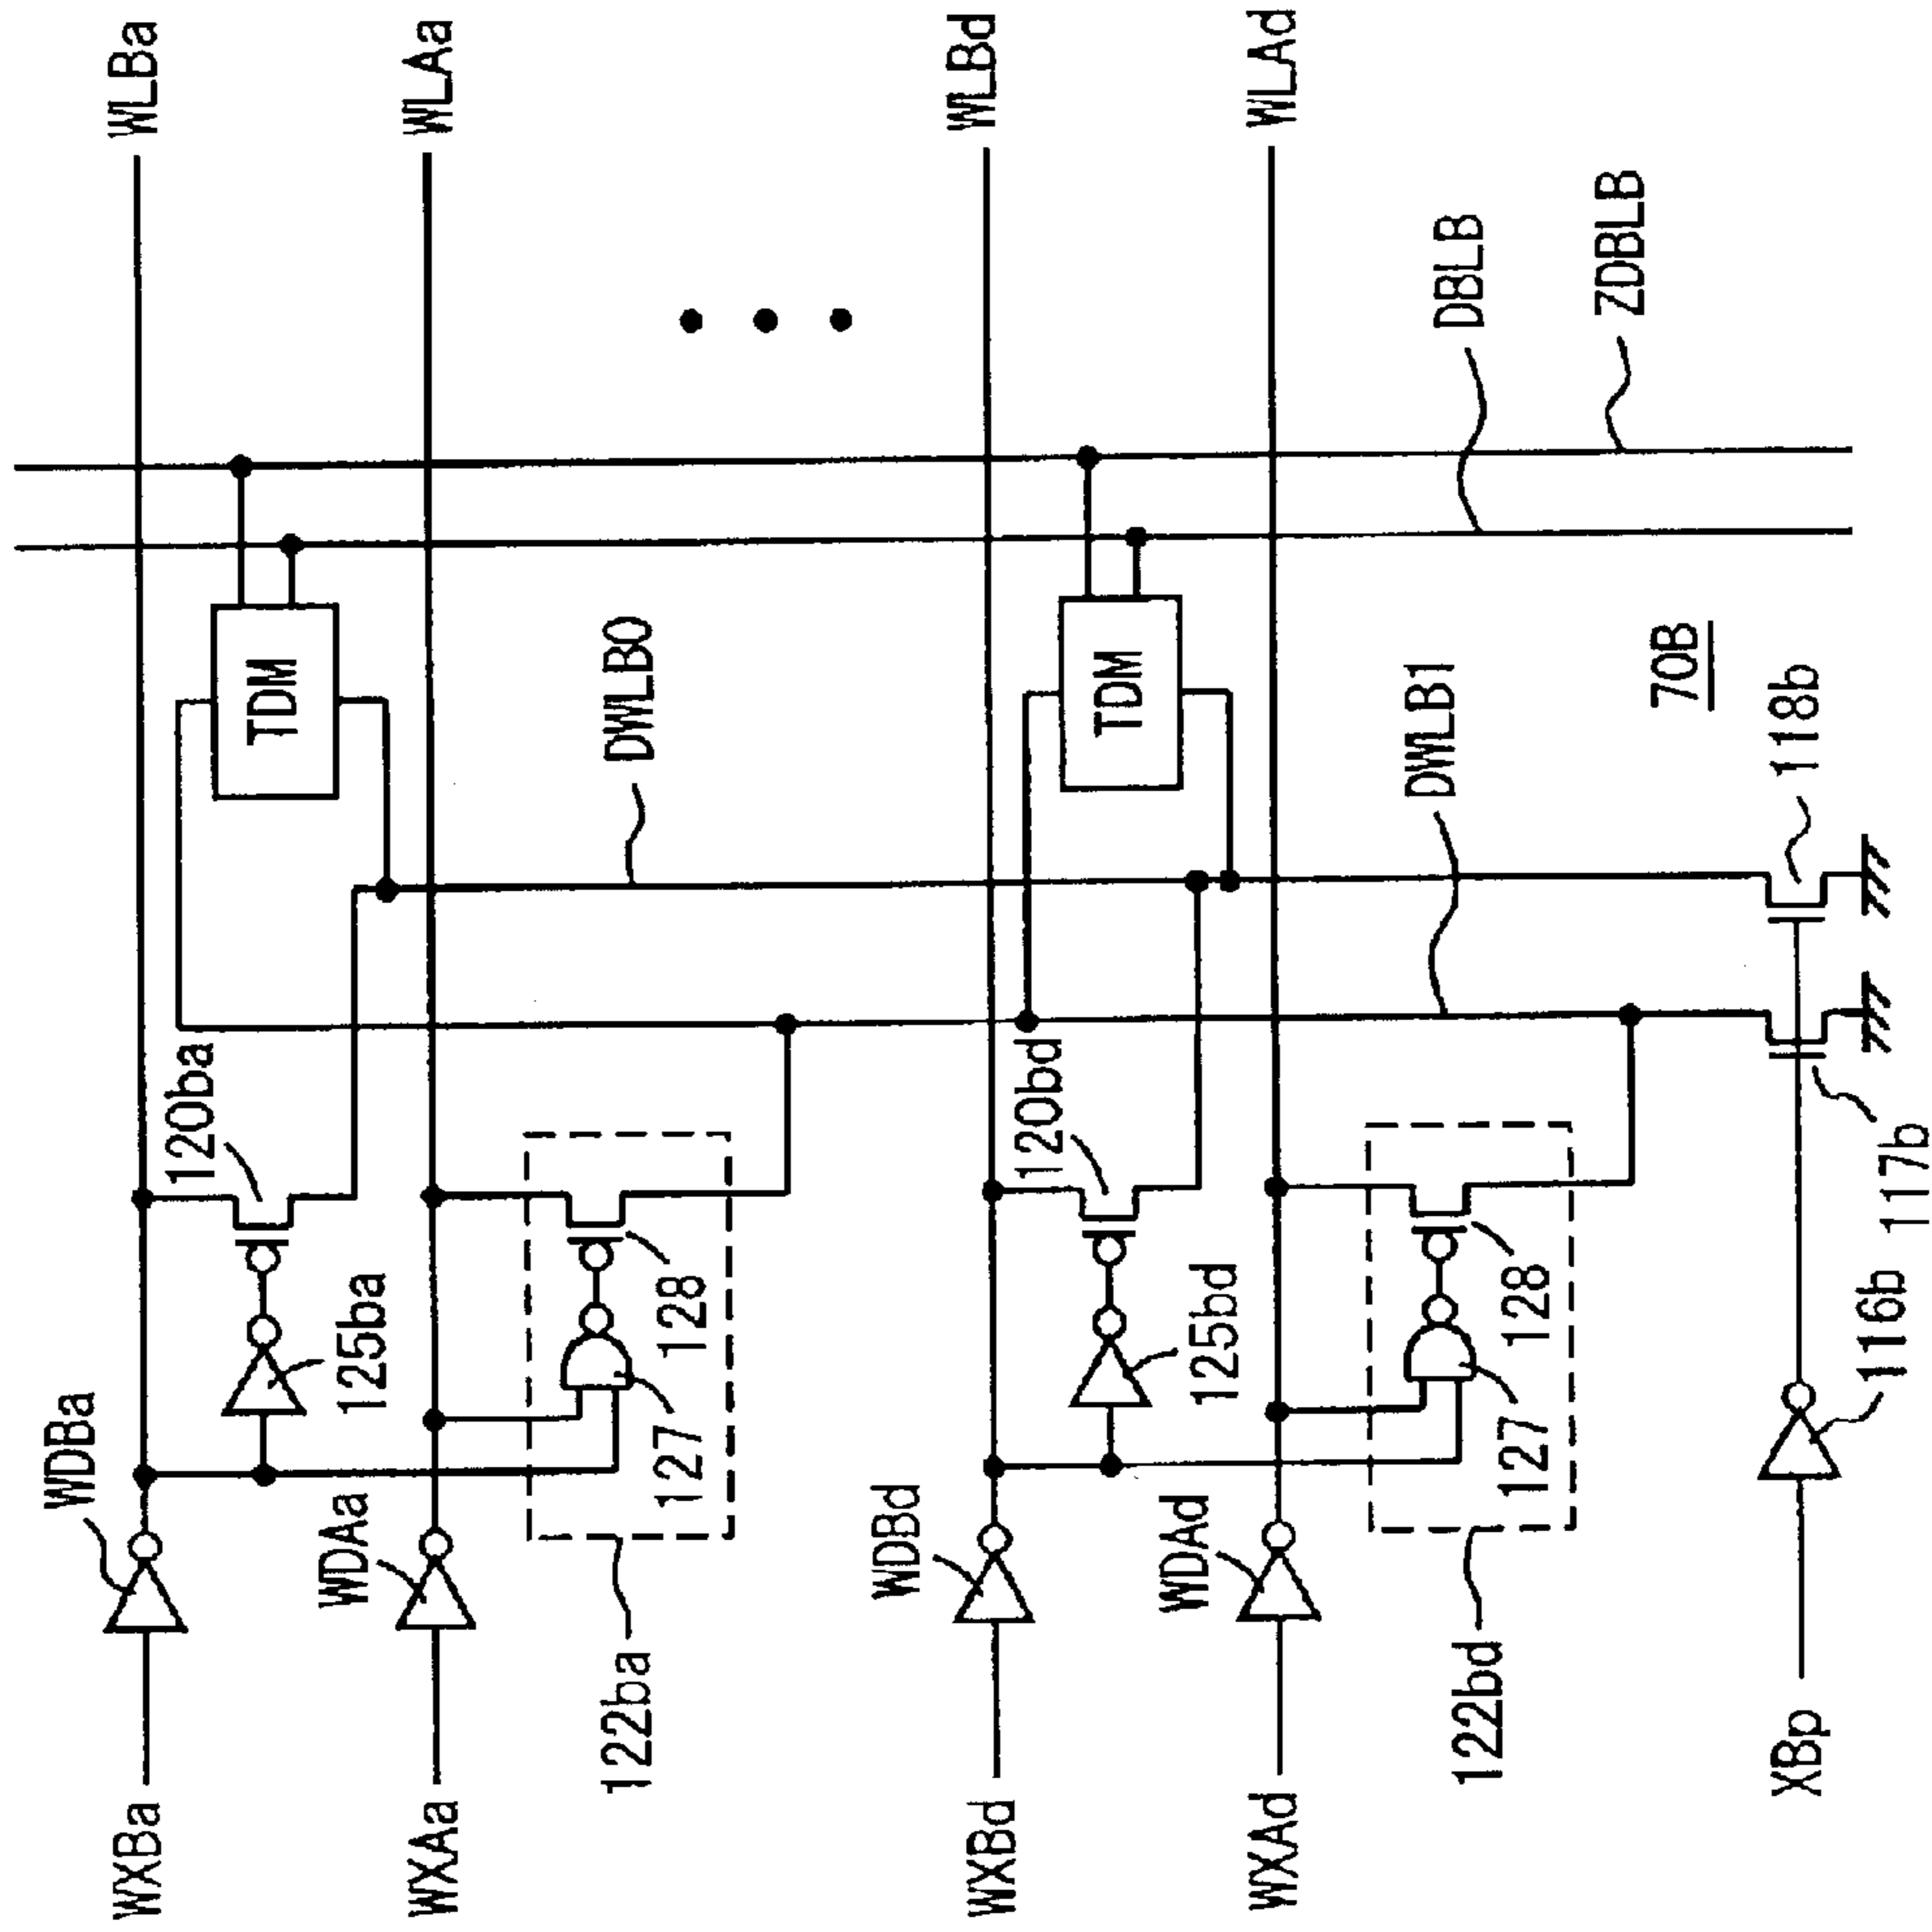 WLBa
WLAa
WLBd
WLAd
DBLB
ZDBLB
TDM
TDM
DWLB0
DWLB1
70B
118b
120ba
120bd
117b
125ba
128
125bd
128
116b
WDBa
127
127
WDAa
WDBd
WDAd
122ba
122bd
WXBa
WXAa
WXBd
WXAd
XBp